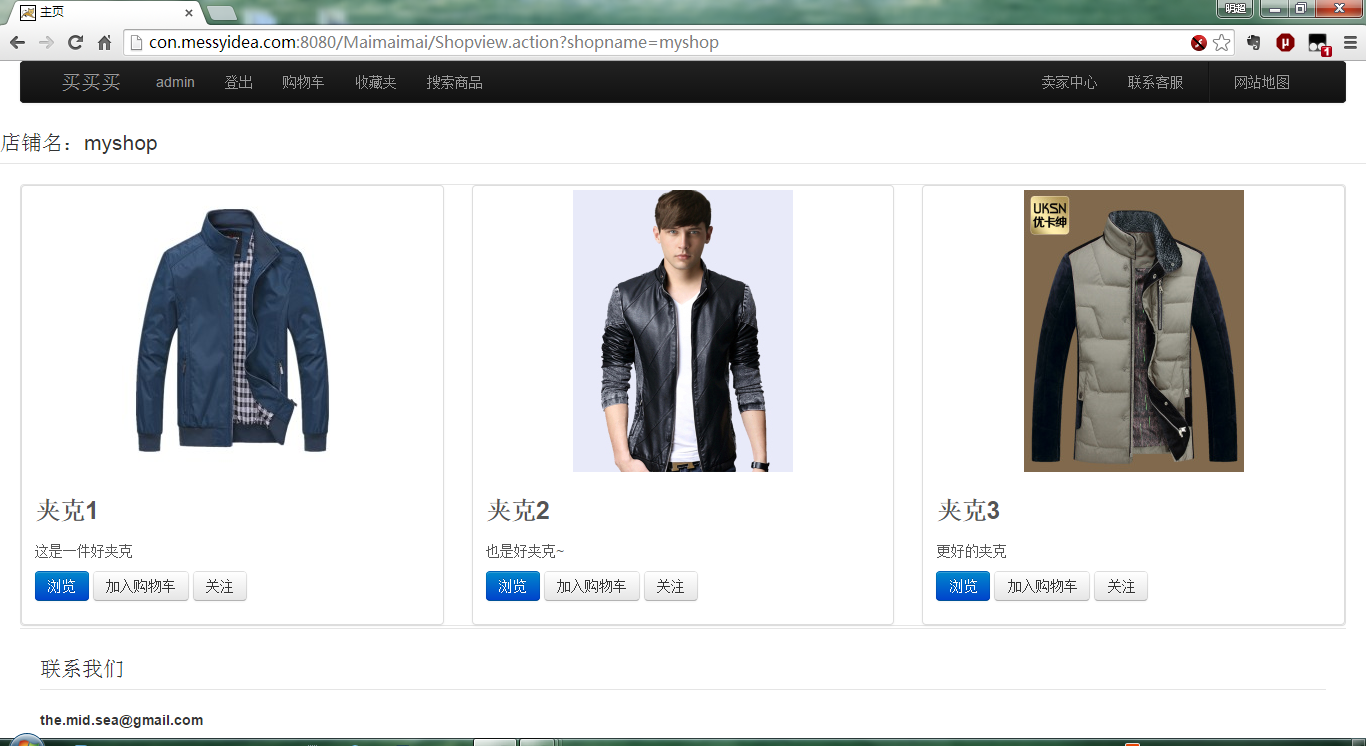 主页
明超
con.messyidea.com:8080/Maimaimai/Shopview.action?shopname=myshop
1
买买买 admin 登出 购物车 收藏夹 搜索商品 卖家中心 联系客服 网站地图
店铺名：myshop
UKSN
优卡绅
夹克1 夹克2 夹克3
这是一件好夹克 也是好夹克~ 更好的夹克
浏览 加入购物车 关注 浏览 加入购物车 关注 浏览 加入购物车 关注
联系我们
the.mid.sea@gmail.com